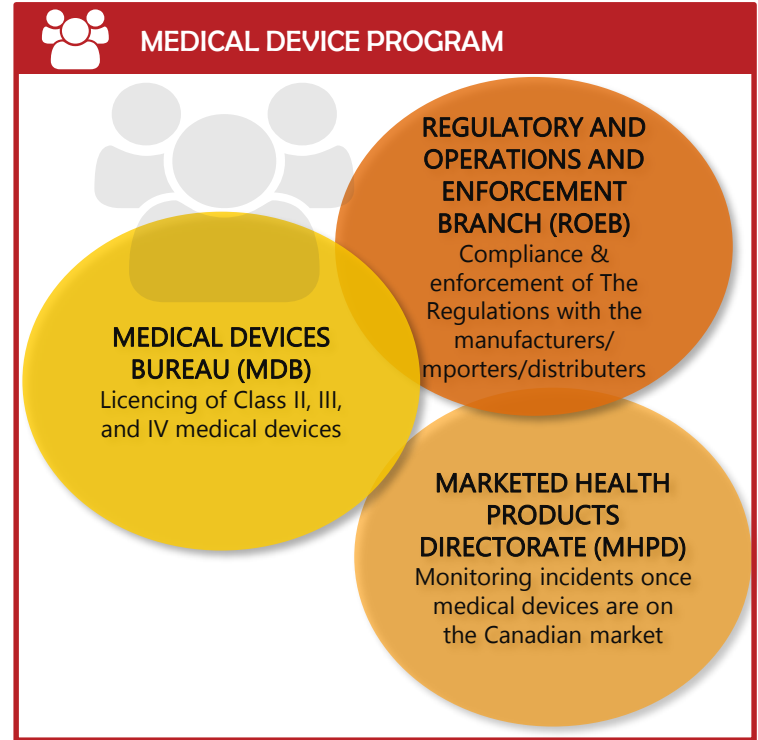 MEDICAL DEVICE PROGRAM
REGULATORY AND
OPERATIONS AND
ENFORCEMENT
BRANCH (ROEB)
Compliance &
enforcement of The
Regulations with the
manufacturers/
mporters/distributers
MEDICAL DEVICES
BUREAU (MDB)
Licencing of Class II, III,
and IV medical devices
MARKETED HEALTH
PRODUCTS
DIRECTORATE (MHPD)
Monitoring incidents once
medical devices are on
the Canadian market